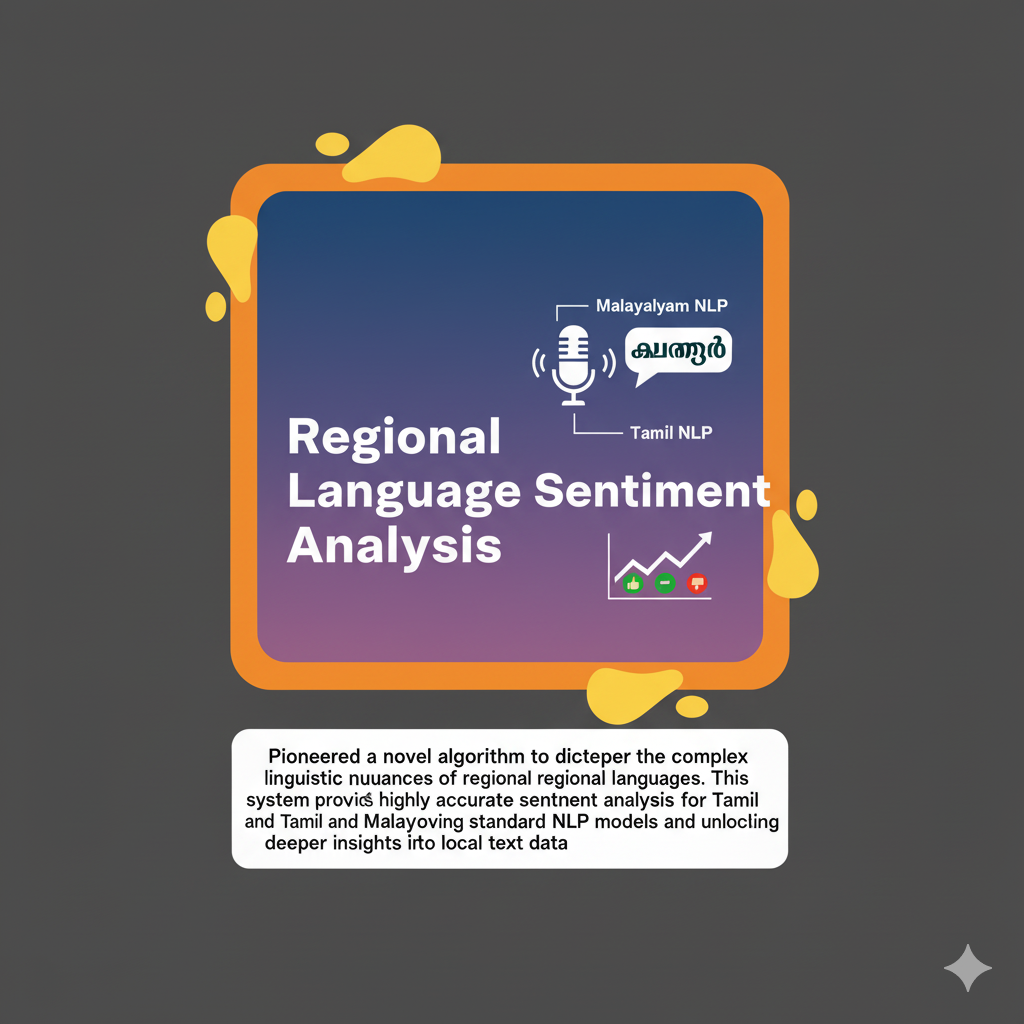 Malayalyam NLP
Tamil NLP
Regional
Language Sentiment
Analysis
Pioneered a novel algorithm to dicteper the complex
linguistic nuuances of regional regional languages. This
system highly accurate sentnent analysis for Tamil
and Tamil and Malayoving standard NLP models and unlocting
deeper insights into local text data